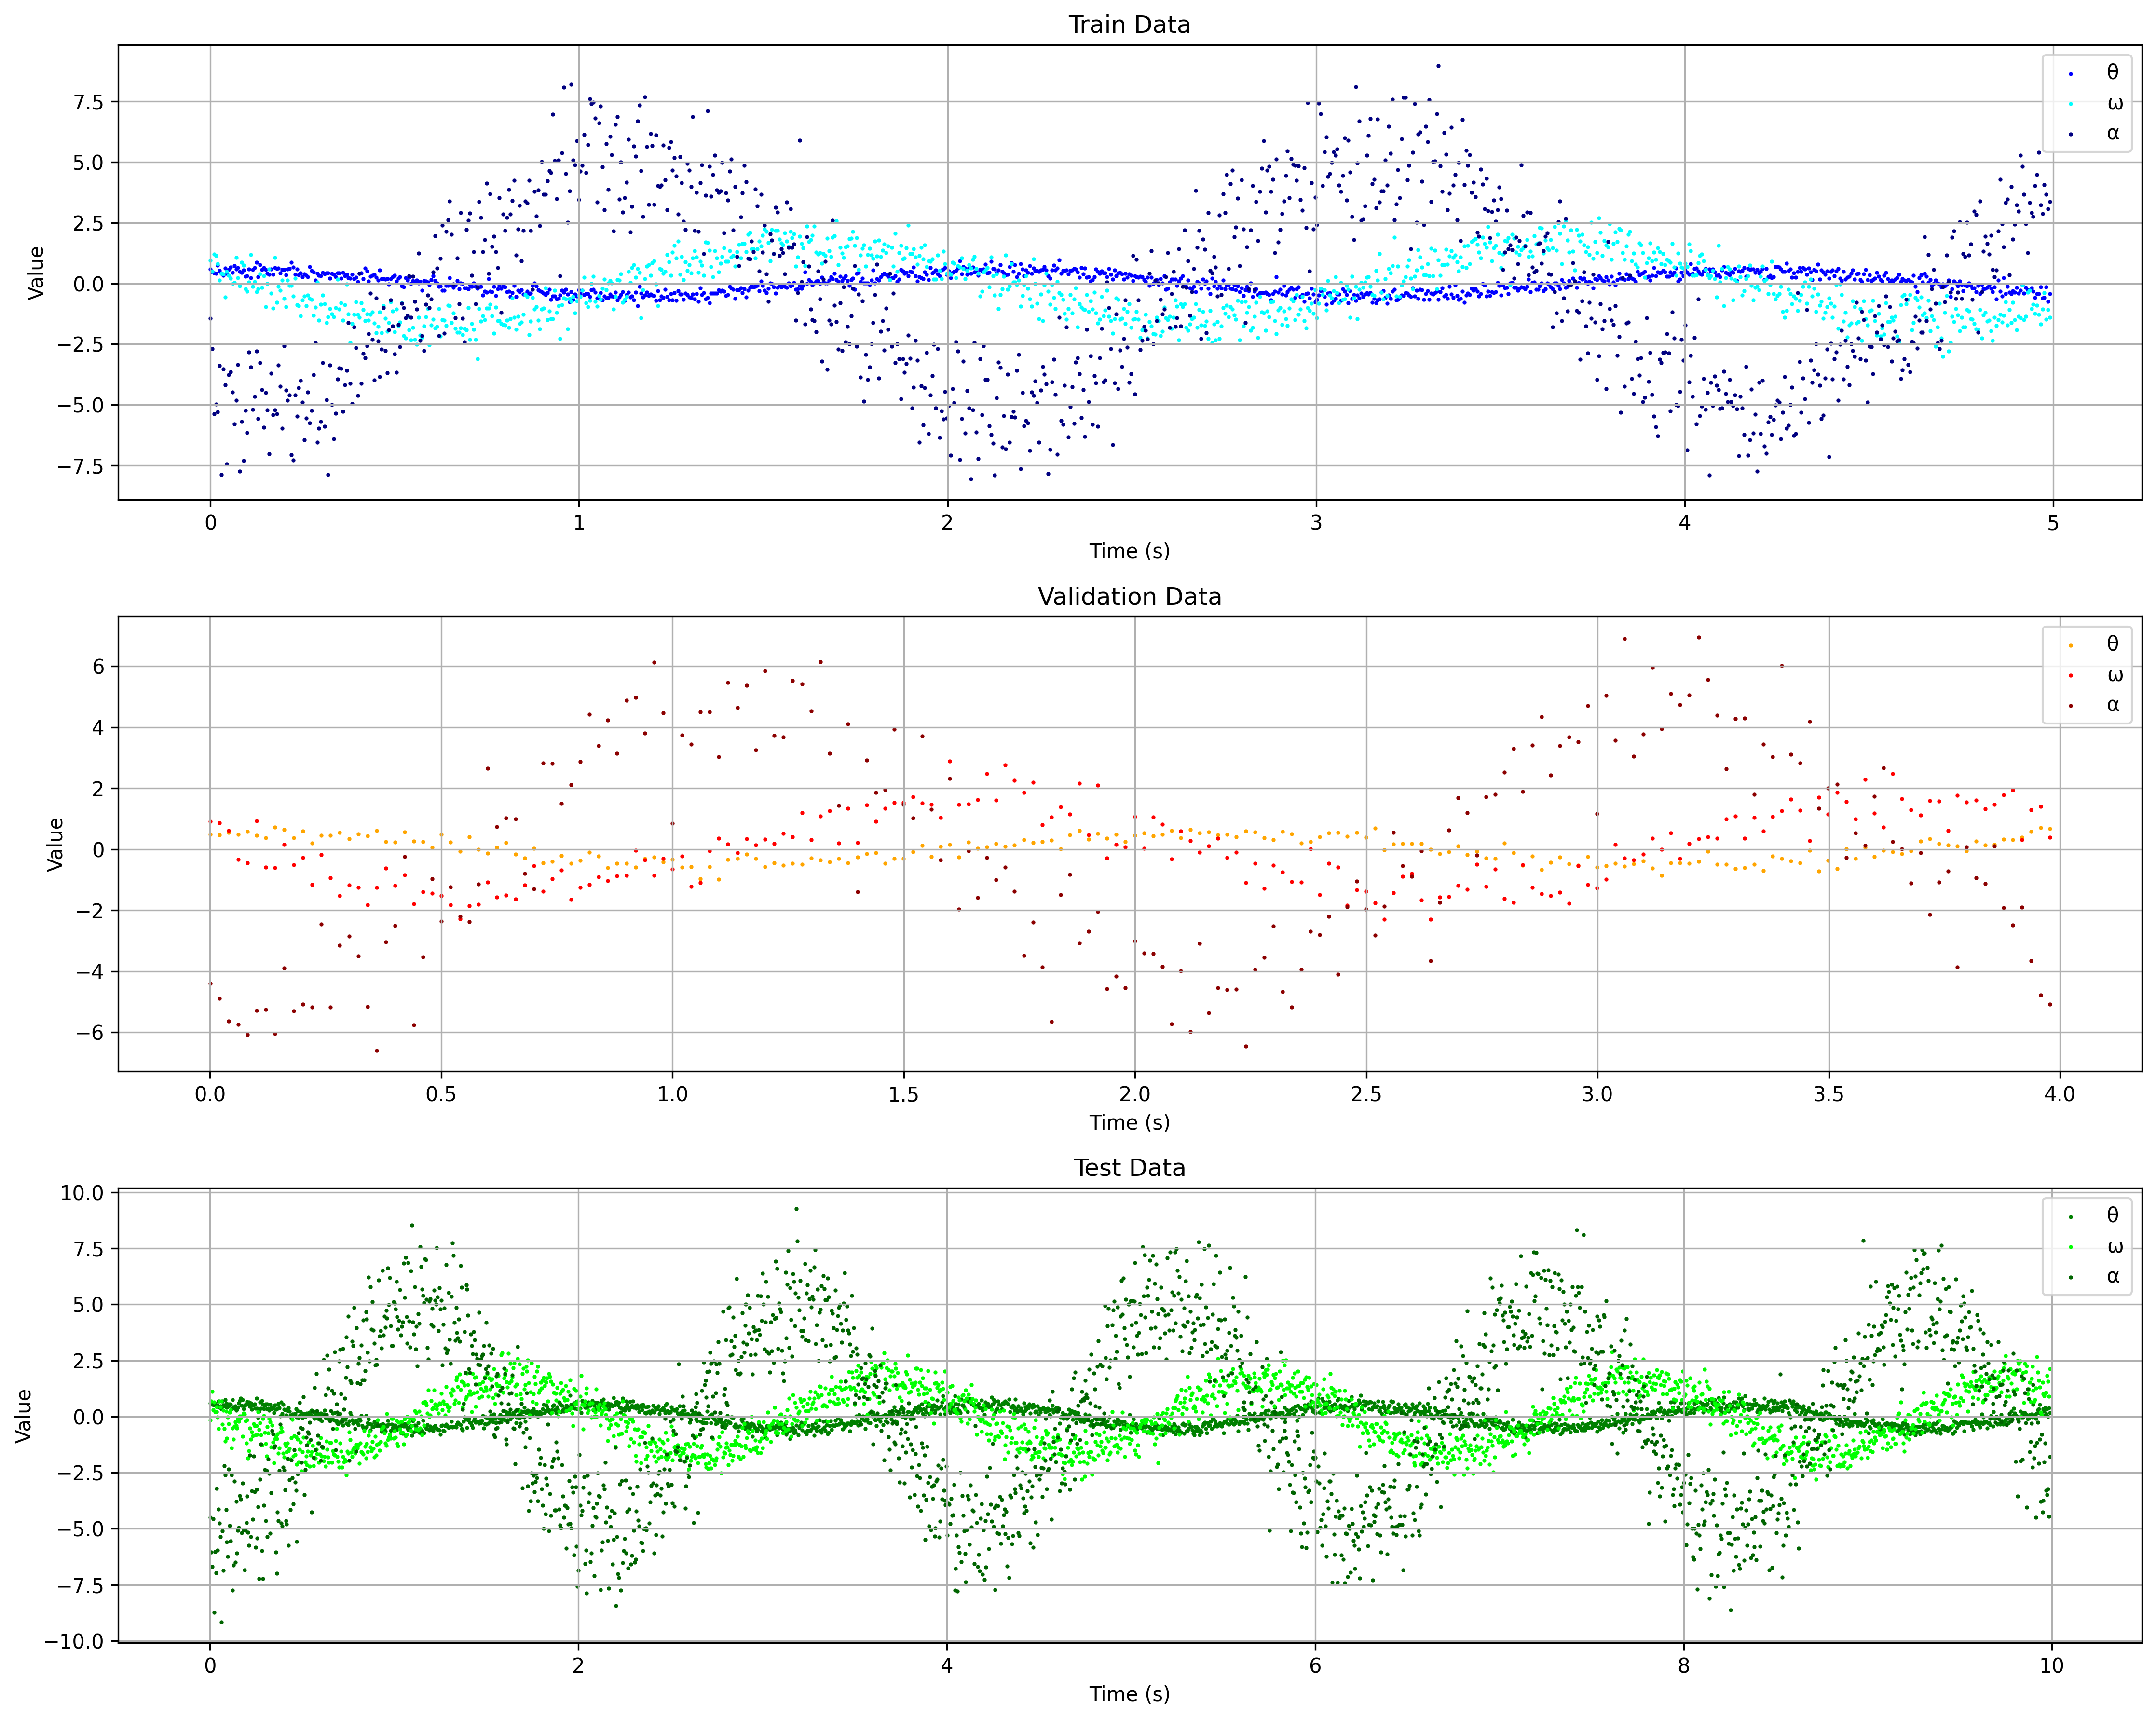 Train Data
Value
7.5
5.0
2.5
0.0
−2.5
−5.0
−7.5
θ
ω
α
0 1 2 3 4 5
Time (s)
Validation Data
Value
6
4
2
0
−2
−4
−6
θ
ω
α
0.0 0.5 1.0 1.5 2.0 2.5 3.0 3.5 4.0
Time (s)
Test Data
Value
10.0
7.5
5.0
2.5
0.0
−2.5
−5.0
−7.5
−10.0
θ
ω
α
0 2 4 6 8 10
Time (s)